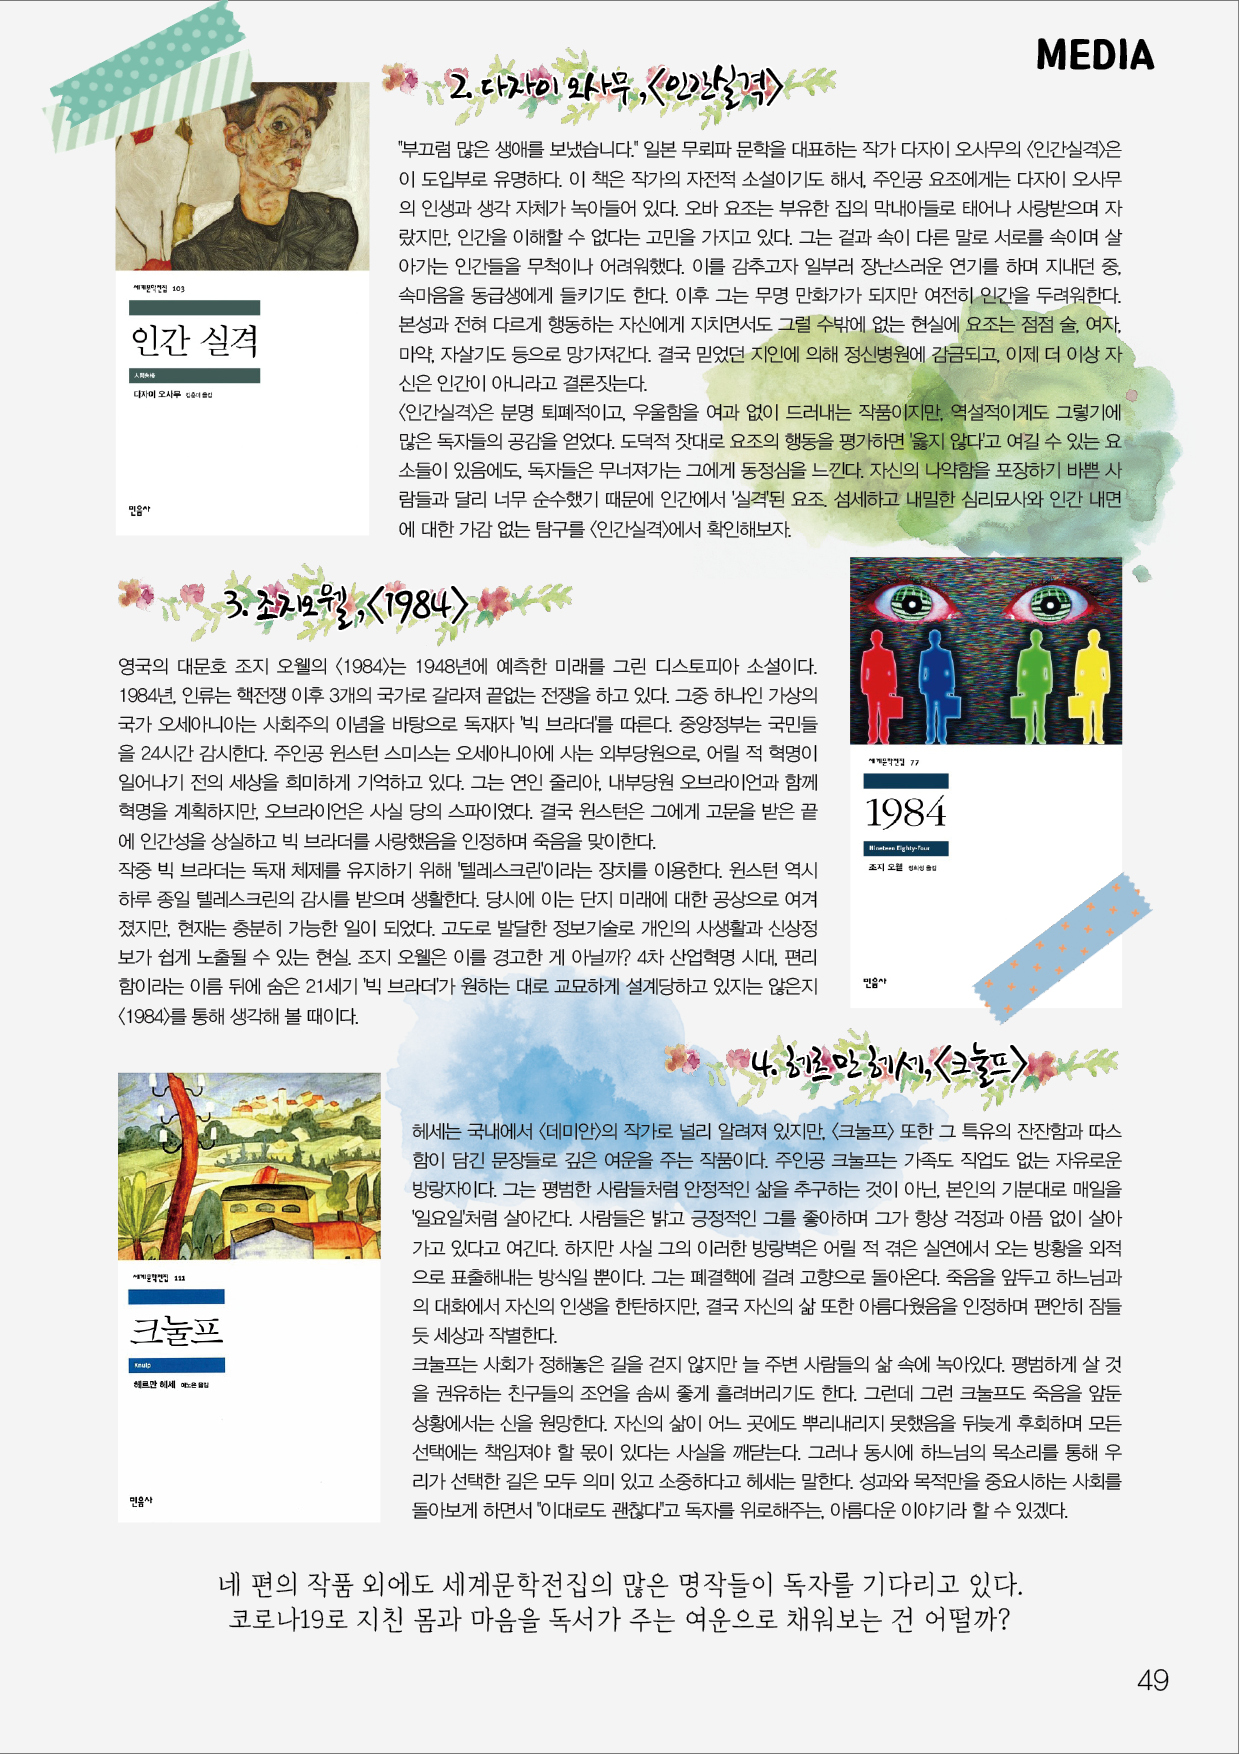 MEDIA
2. 다자이 오사무, <인간실격>
"부끄럼 많은 생애를 보냈습니다." 일본 무뢰파 문학을 대표하는 작가 다자이 오사무의 <인간실격>은
이 도입부로 유명하다. 이 책은 작가의 자전적 소설이기도 해서, 주인공 요조에게는 다자이 오사무
의 인생과 생각 자체가 녹아들어 있다. 오바 요조는 부유한 집의 막내아들로 태어나 사랑받으며 자
랐지만, 인간을 이해할 수 없다는 고민을 가지고 있다. 그는 겉과 속이 다른 말로 서로를 속이며 살
아가는 인간들을 무척이나 어려워했다. 이를 감추고자 일부러 장난스러운 연기를 하며 지내던 중,
속마음을 동급생에게 들키기도 한다. 이후 그는 무명 만화가가 되지만 여전히 인간을 두려워한다.
본성과 전혀 다르게 행동하는 자신에게 지치면서도 그럴 수밖에 없는 현실에 요조는 점점 술, 여자,
마약, 자살기도 등으로 망가져간다. 결국 믿었던 지인에 의해 정신병원에 감금되고, 이제 더 이상 자
신은 인간이 아니라고 결론짓는다.
<인간실격>은 분명 퇴폐적이고, 우울함을 여과 없이 드러내는 작품이지만, 역설적이게도 그렇기에
많은 독자들의 공감을 얻었다. 도덕적 잣대로 요조의 행동을 평가하면 '옳지 않다'고 여길 수 있는 요
소들이 있음에도, 독자들은 무너져가는 그에게 동정심을 느낀다. 자신의 나약함을 포장하기 바쁜 사
람들과 달리 너무 순수했기 때문에 인간에서 '실격'된 요조. 섬세하고 내밀한 심리묘사와 인간 내면
에 대한 가감 없는 탐구를 <인간실격>에서 확인해보자.
세계문학전집 103
인간 실격
人間失格
다자이 오사무 김춘미 옮김
민음사
3. 조지오웰, <1984>
영국의 대문호 조지 오웰의 <1984>는 1948년에 예측한 미래를 그린 디스토피아 소설이다.
1984년, 인류는 핵전쟁 이후 3개의 국가로 갈라져 끝없는 전쟁을 하고 있다. 그중 하나인 가상의
국가 오세아니아는 사회주의 이념을 바탕으로 독재자 '빅 브라더'를 따른다. 중앙정부는 국민들
을 24시간 감시한다. 주인공 윈스턴 스미스는 오세아니아에 사는 외부당원으로, 어릴 적 혁명이
일어나기 전의 세상을 희미하게 기억하고 있다. 그는 연인 줄리아, 내부당원 오브라이언과 함께
혁명을 계획하지만, 오브라이언은 사실 당의 스파이였다. 결국 윈스턴은 그에게 고문을 받은 끝
에 인간성을 상실하고 빅 브라더를 사랑했음을 인정하며 죽음을 맞이한다.
작중 빅 브라더는 독재 체제를 유지하기 위해 '텔레스크린'이라는 장치를 이용한다. 윈스턴 역시
하루 종일 텔레스크린의 감시를 받으며 생활한다. 당시에 이는 단지 미래에 대한 공상으로 여겨
졌지만, 현재는 충분히 가능한 일이 되었다. 고도로 발달한 정보기술로 개인의 사생활과 신상정
보가 쉽게 노출될 수 있는 현실. 조지 오웰은 이를 경고한 게 아닐까? 4차 산업혁명 시대, 편리
함이라는 이름 뒤에 숨은 21세기 '빅 브라더'가 원하는 대로 교묘하게 설계당하고 있지는 않은지
<1984>를 통해 생각해 볼 때이다.
세계문학전집 77
1984
Nineteen Eighty-Four
조지 오웰 정회성 옮김
민음사
4. 헤르만 헤세, <크눌프>
헤세는 국내에서 <데미안>의 작가로 널리 알려져 있지만, <크눌프> 또한 그 특유의 잔잔함과 따스
함이 담긴 문장들로 깊은 여운을 주는 작품이다. 주인공 크눌프는 가족도 직업도 없는 자유로운
방랑자이다. 그는 평범한 사람들처럼 안정적인 삶을 추구하는 것이 아닌, 본인의 기분대로 매일을
'일요일'처럼 살아간다. 사람들은 밝고 긍정적인 그를 좋아하며 그가 항상 걱정과 아픔 없이 살아
가고 있다고 여긴다. 하지만 사실 그의 이러한 방랑벽은 어릴 적 겪은 실연에서 오는 방황을 외적
으로 표출해내는 방식일 뿐이다. 그는 폐결핵에 걸려 고향으로 돌아온다. 죽음을 앞두고 하느님과
의 대화에서 자신의 인생을 한탄하지만, 결국 자신의 삶 또한 아름다웠음을 인정하며 편안히 잠들
듯 세상과 작별한다.
크눌프는 사회가 정해놓은 길을 걷지 않지만 늘 주변 사람들의 삶 속에 녹아있다. 평범하게 살 것
을 권유하는 친구들의 조언을 솜씨 좋게 흘려버리기도 한다. 그런데 그런 크눌프도 죽음을 앞둔
상황에서는 신을 원망한다. 자신의 삶이 어느 곳에도 뿌리내리지 못했음을 뒤늦게 후회하며 모든
선택에는 책임져야 할 몫이 있다는 사실을 깨닫는다. 그러나 동시에 하느님의 목소리를 통해 우
리가 선택한 길은 모두 의미 있고 소중하다고 헤세는 말한다. 성과와 목적만을 중요시하는 사회를
돌아보게 하면서 "이대로도 괜찮다"고 독자를 위로해주는, 아름다운 이야기라 할 수 있겠다.
세계문학전집 111
크눌프
Knulp
헤르만 헤세 이노은 옮김
민음사
네 편의 작품 외에도 세계문학전집의 많은 명작들이 독자를 기다리고 있다.
코로나19로 지친 몸과 마음을 독서가 주는 여운으로 채워보는 건 어떨까?
49